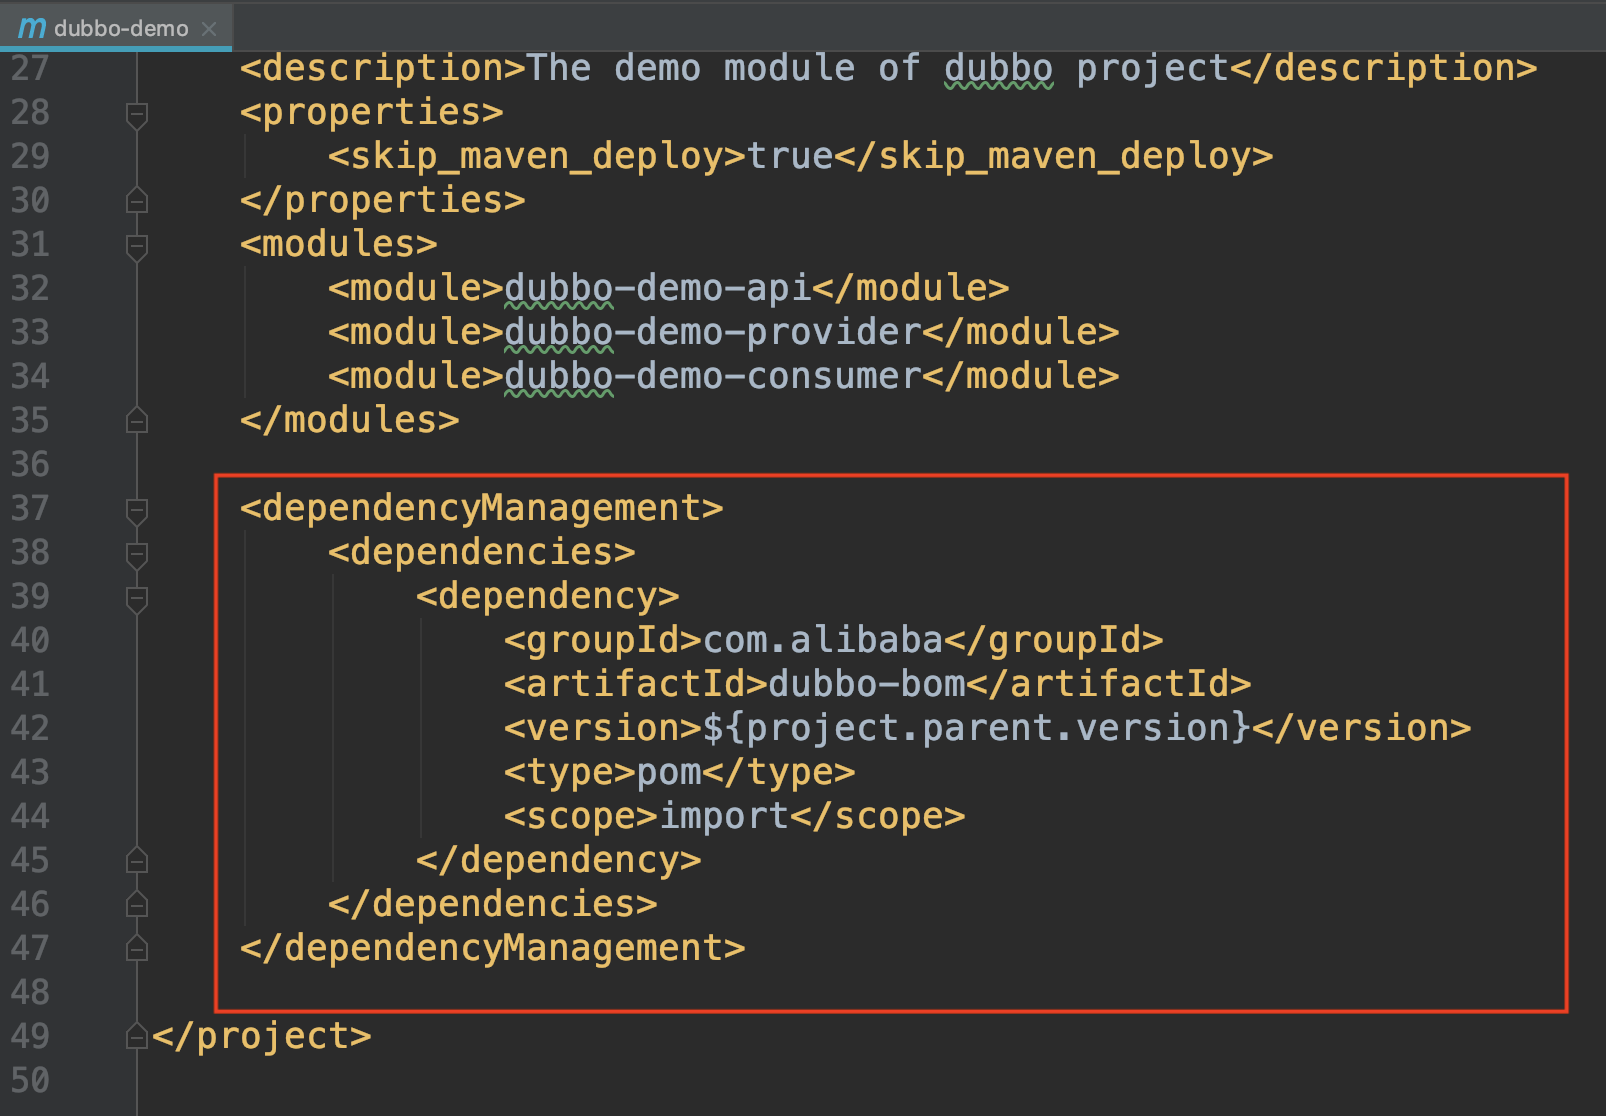 m dubbo-demo ×
27 <description>The demo module of dubbo project</description>
28 <properties>
29 <skip_maven_deploy>true</skip_maven_deploy>
30 </properties>
31 <modules>
32 <module>dubbo-demo-api</module>
33 <module>dubbo-demo-provider</module>
34 <module>dubbo-demo-consumer</module>
35 </modules>
36
37 <dependencyManagement>
38 <dependencies>
39 <dependency>
40 <groupId>com.alibaba</groupId>
41 <artifactId>dubbo-bom</artifactId>
42 <version>${project.parent.version}</version>
43 <type>pom</type>
44 <scope>import</scope>
45 </dependency>
46 </dependencies>
47 </dependencyManagement>
48
49 </project>
50